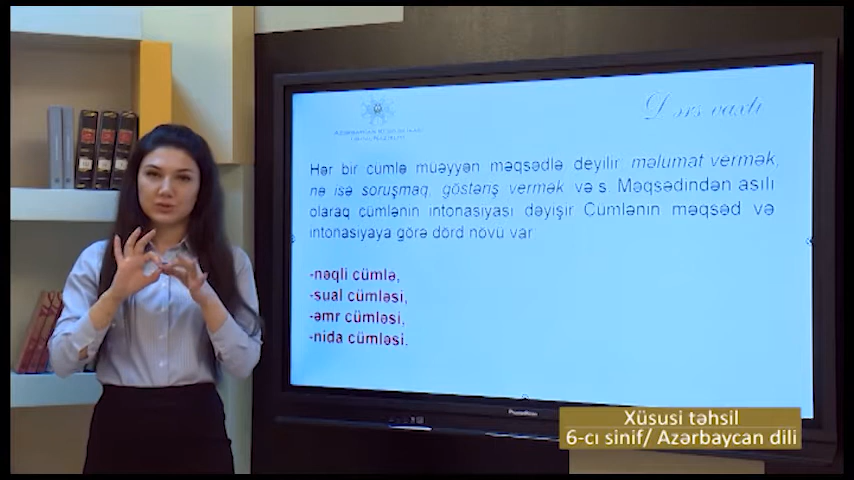 Dərs vaxtı
Hər bir cümlə müəyyən məqsədlə deyilir: məlumat vermək,
nə isə soruşmaq, göstəriş vermək və s. Məqsədindən asılı
olaraq cümlənin intonasiyası dəyişir. Cümlənin məqsəd və
intonasiyaya görə dörd növü var:
-nəqli cümlə,
-sual cümləsi,
-əmr cümləsi,
-nida cümləsi.
Xüsusi təhsil
6-cı sinif/ Azərbaycan dili